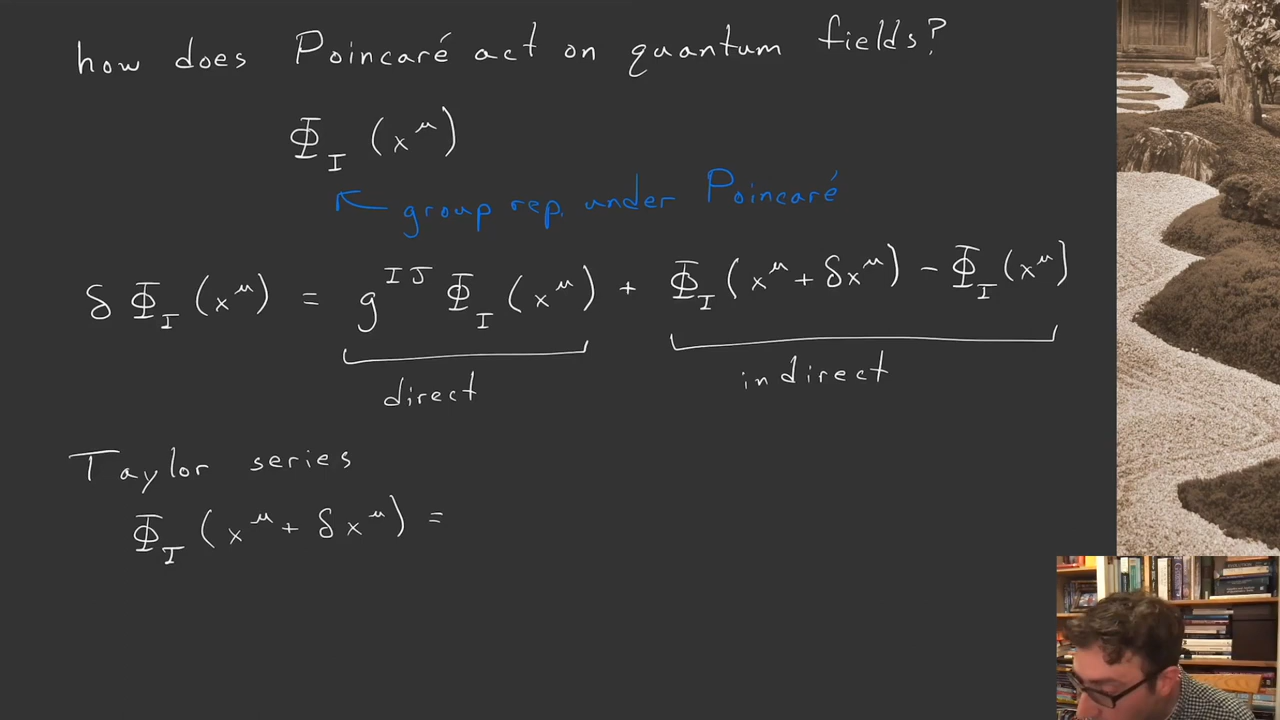 how does Poincaré act on quantum fields?
Φ_I (x^μ)
group rep. under Poincaré
δ Φ_I (x^μ) = g^{IJ} Φ_I (x^μ) + Φ_I (x^μ + δx^μ) − Φ_I (x^μ)
direct indirect
Taylor series
Φ_I (x^μ + δx^μ) =